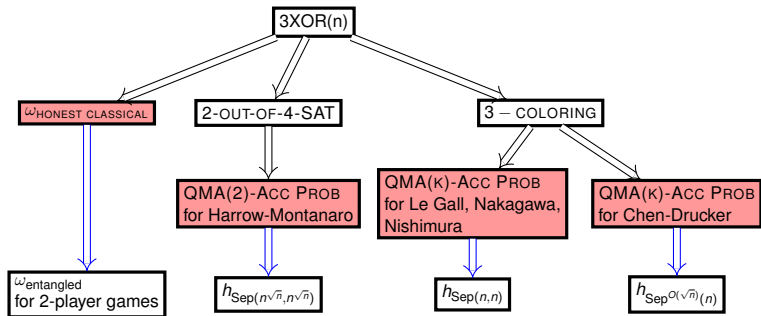 3XOR(n)
ωHONEST CLASSICAL
2-OUT-OF-4-SAT
3 − COLORING
QMA(2)-ACC PROB
for Harrow-Montanaro
QMA(K)-ACC PROB
for Le Gall, Nakagawa,
Nishimura
QMA(K)-ACC PROB
for Chen-Drucker
ωentangled
for 2-player games
hSep(n√n,n√n)
hSep(n,n)
hSepO(√n)(n)